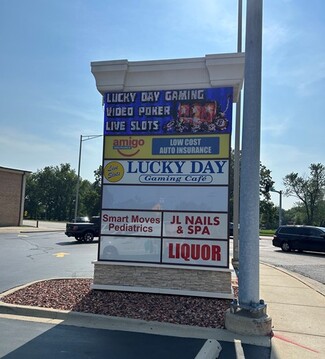 LUCKY DAY GAMING
VIDEO POKER
LIVE SLOTS
amigo
LOW COST
AUTO INSURANCE
LUCKY DAY
Gaming Café
Smart Moves
Pediatrics
JL NAILS
& SPA
LIQUOR